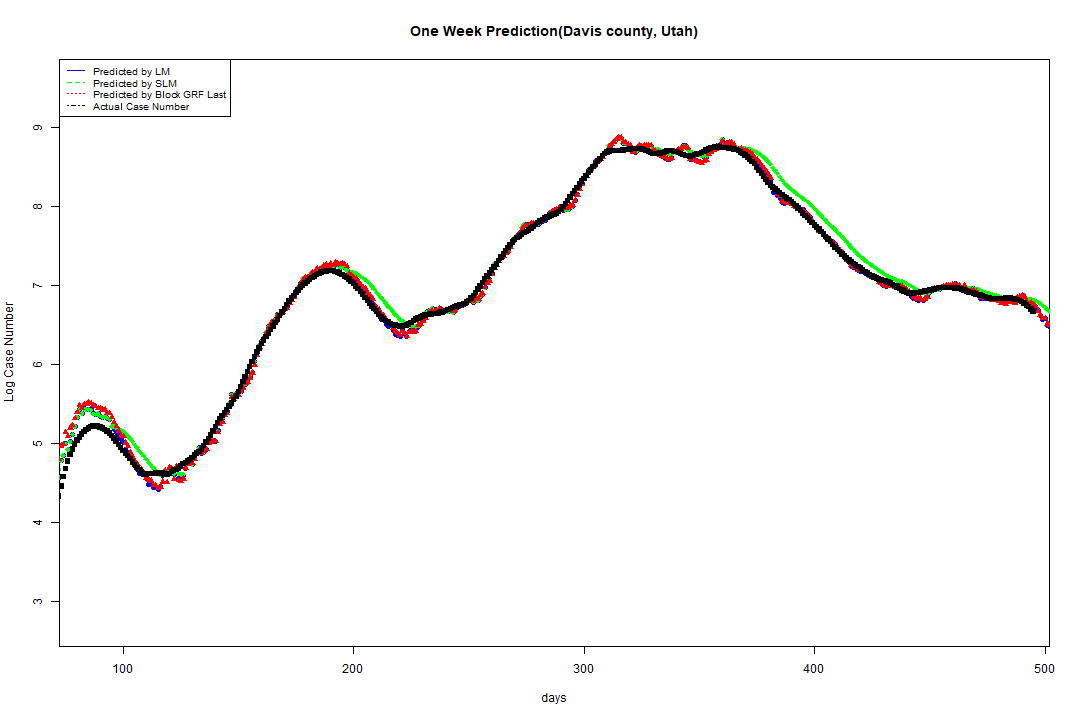 One Week Prediction(Davis county, Utah)
Predicted by LM
Predicted by SLM
Predicted by Block GRF Last
Actual Case Number
9
8
7
6
5
4
3
Log Case Number
100 200 300 400 500
days